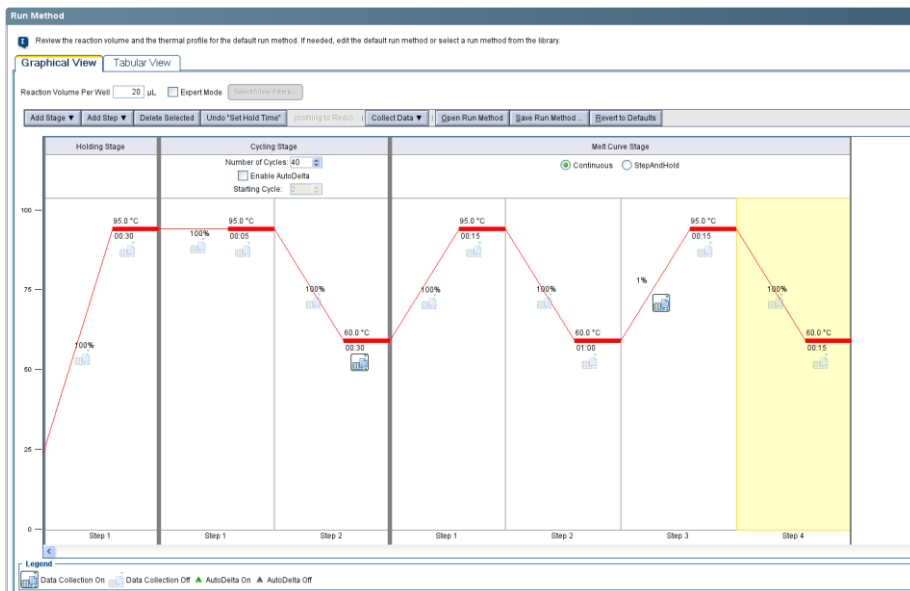 Run Method
Review the reaction volume and the thermal profile for the default run method. If needed, edit the default run method or select a run method from the library.
Graphical View Tabular View
Reaction Volume Per Well 20 µL Expert Mode Select/View Filters...
Add Stage ▼ Add Step ▼ Delete Selected Undo "Set Hold Time" (nothing to Redo) Collect Data ▼ Open Run Method Save Run Method ... Revert to Defaults
Holding Stage Cycling Stage Melt Curve Stage
Number of Cycles: 40
Enable AutoDelta
Starting Cycle: 2
Continuous StepAndHold
100
95.0 °C 95.0 °C 95.0 °C 95.0 °C
00:30 100% 00:05 00:15 00:15
75
100% 100% 100% 1% 100%
60.0 °C 60.0 °C 60.0 °C
100% 00:30 01:00 00:15
50
25
0
Step 1 Step 1 Step 2 Step 1 Step 2 Step 3 Step 4
Legend
Data Collection On Data Collection Off AutoDelta On AutoDelta Off